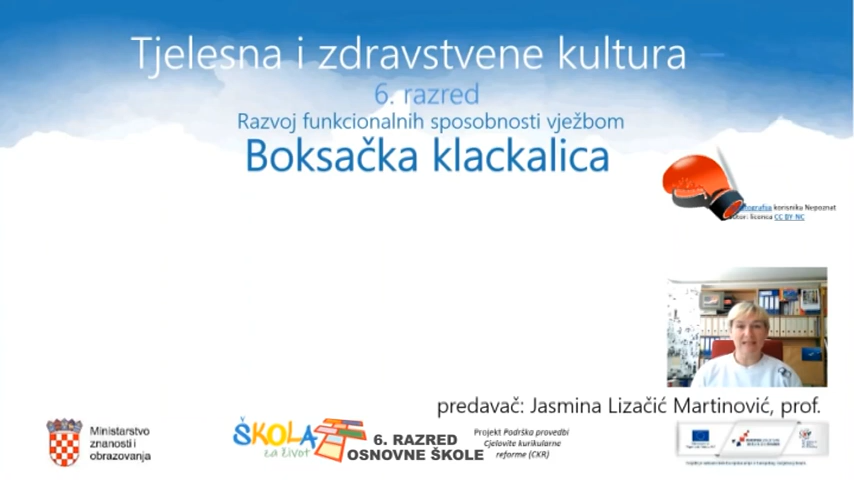 Tjelesna i zdravstvene kultura –
6. razred
Razvoj funkcionalnih sposobnosti vježbom
Boksačka klackalica
korisnika Nepoznat
licenca CC BY-NC
predavač: Jasmina Lizačić Martinović, prof.
Ministarstvo
znanosti i
obrazovanja
ŠKOLA
za život
6. RAZRED
OSNOVNE ŠKOLE
Projekt Podrška provedbi
Cjelovite kurikularne
reforme (CKR)